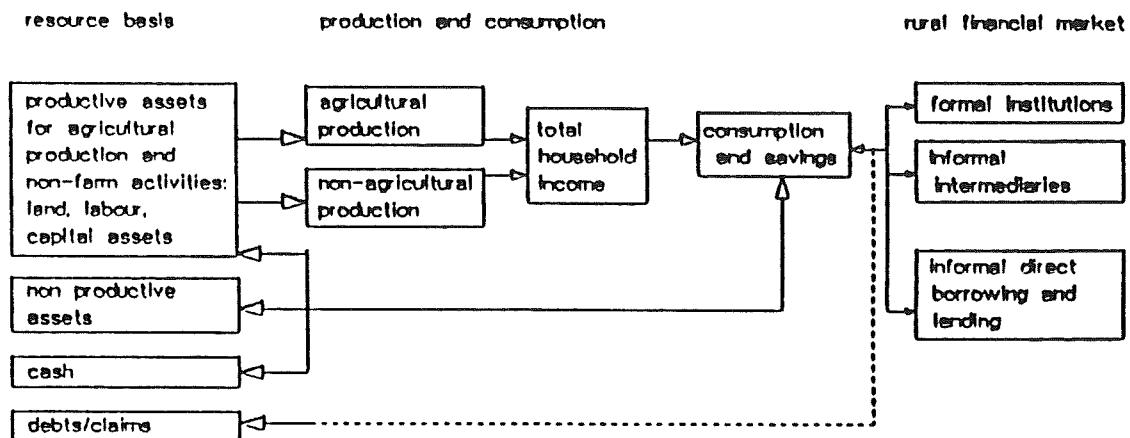 resource basis
production and consumption
rural financial market
productive assets
for agricultural
production and
non-farm activities:
land, labour,
capital assets
non productive
assets
cash
debts/claims
agricultural
production
non-agricultural
production
total
household
income
consumption
and savings
formal institutions
informal
intermediaries
informal direct
borrowing and
lending